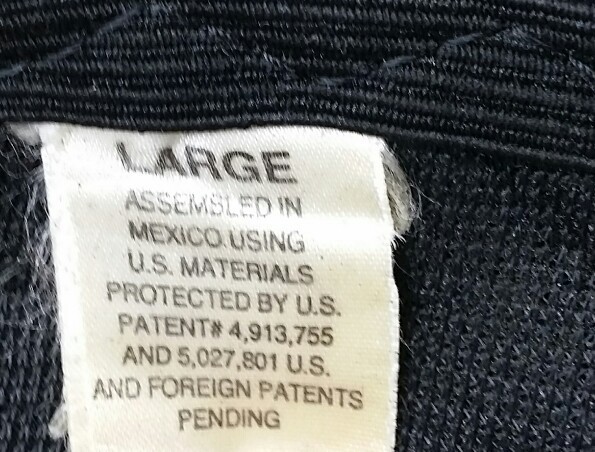 LARGE
ASSEMBLED IN
MEXICO USING
U.S. MATERIALS
PROTECTED BY U.S.
PATENT# 4,913,755
AND 5,027,801 U.S.
AND FOREIGN PATENTS
PENDING